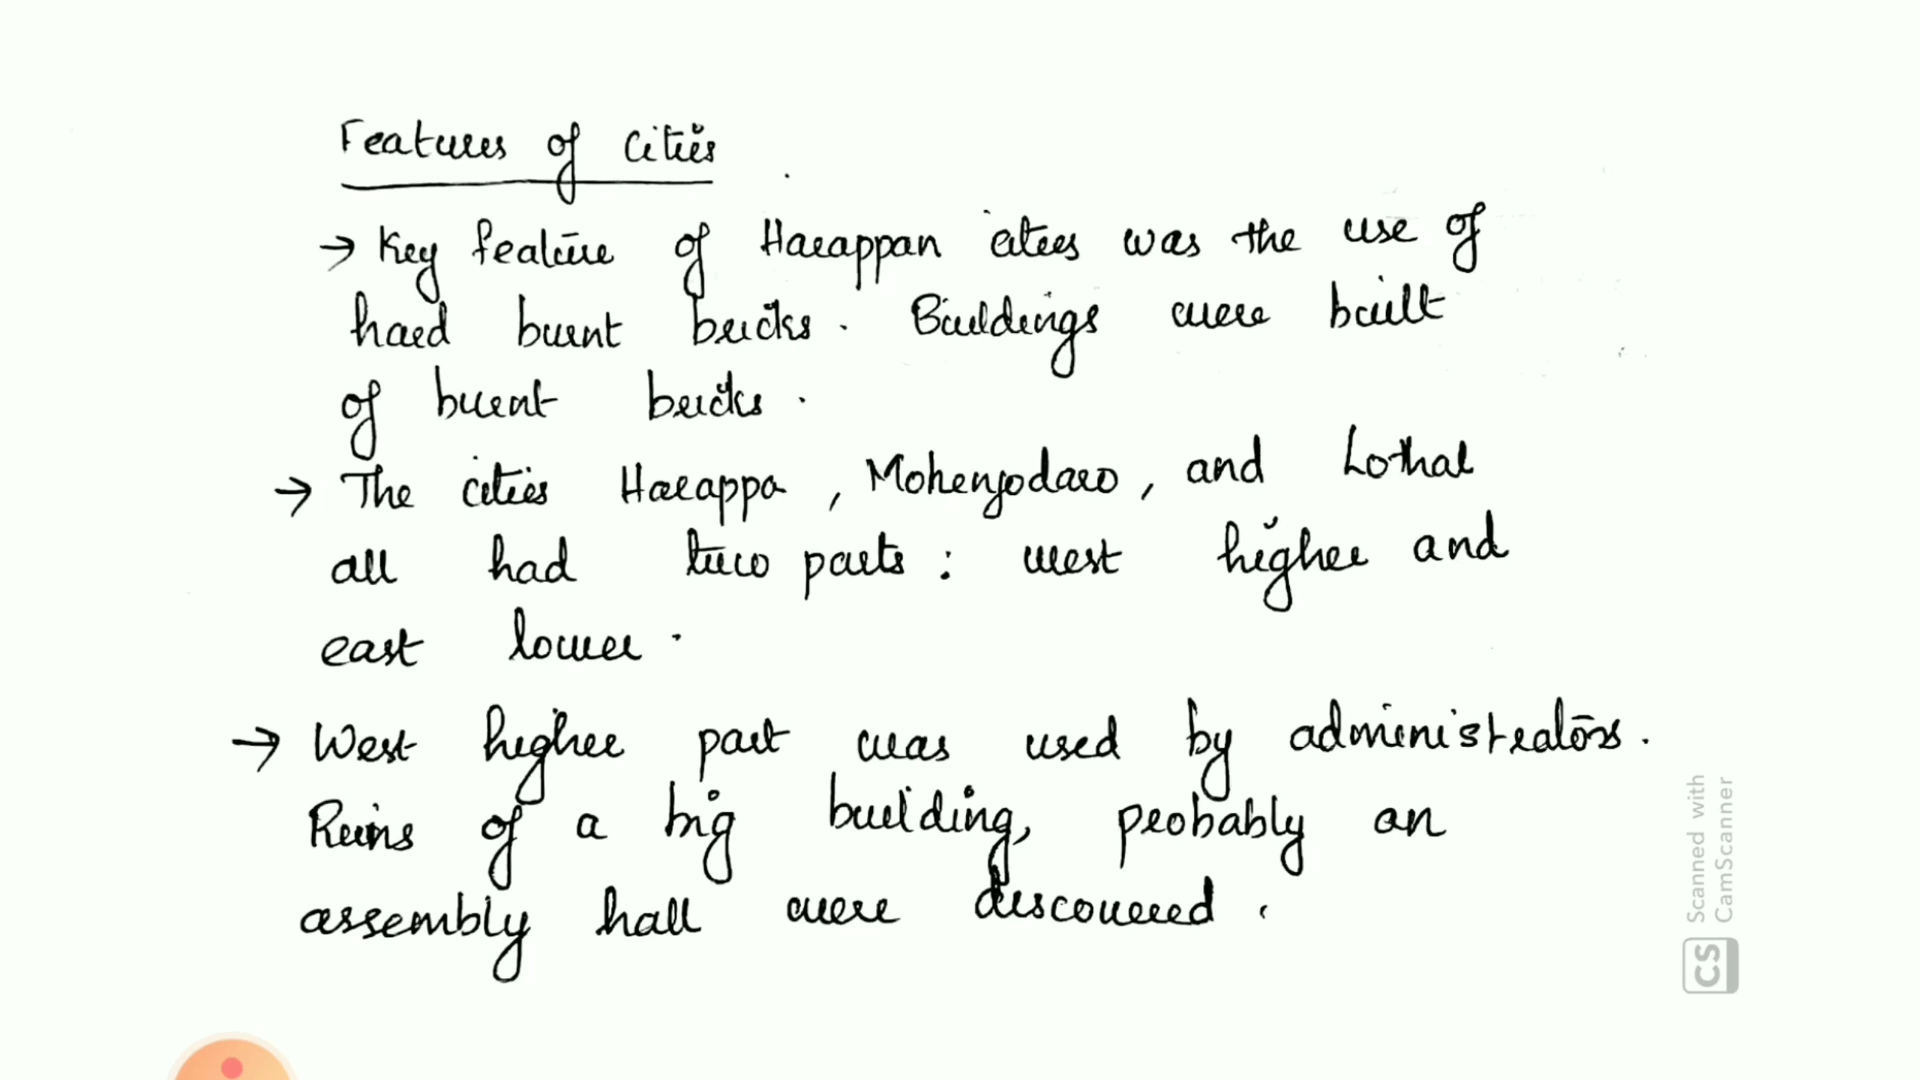 Features of cities
→ Key feature of Harappan cities was the use of
hard burnt bricks. Buildings were built
of burnt bricks.
→ The cities Harappa, Mohenjodaro, and Lothal
all had two parts: west higher and
east lower.
→ West higher part was used by administrators.
Ruins of a big building, probably an
assembly hall were discovered.
Scanned with
CamScanner
CS